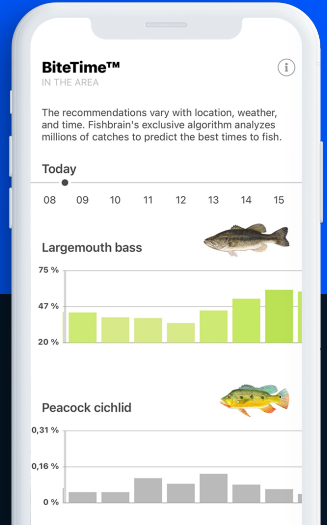 BiteTime™
IN THE AREA
The recommendations vary with location, weather,
and time. Fishbrain's exclusive algorithm analyzes
millions of catches to predict the best times to fish.
Today
08 09 10 11 12 13 14 15
Largemouth bass
75 %
47 %
20 %
Peacock cichlid
0,31 %
0,16 %
0 %